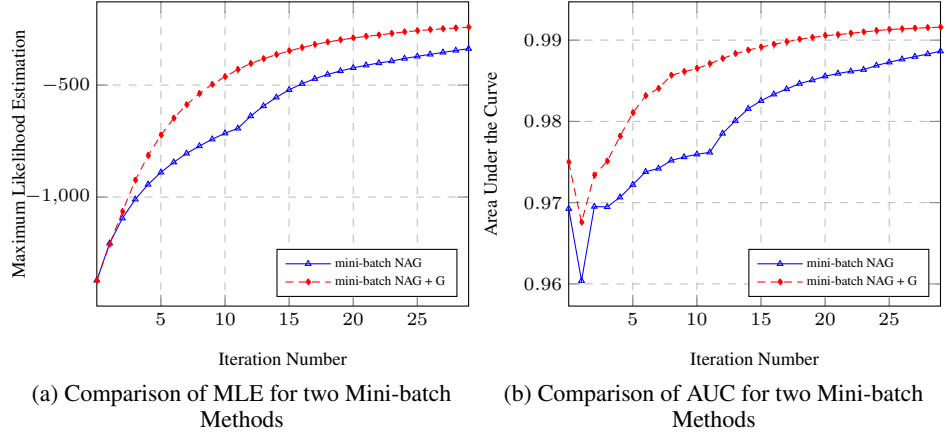 Maximum Likelihood Estimation
−500
−1,000
5
10
15
20
25
mini-batch NAG
mini-batch NAG + G
Iteration Number
(a) Comparison of MLE for two Mini-batch
Methods
Area Under the Curve
0.99
0.98
0.97
0.96
5
10
15
20
25
mini-batch NAG
mini-batch NAG + G
Iteration Number
(b) Comparison of AUC for two Mini-batch
Methods